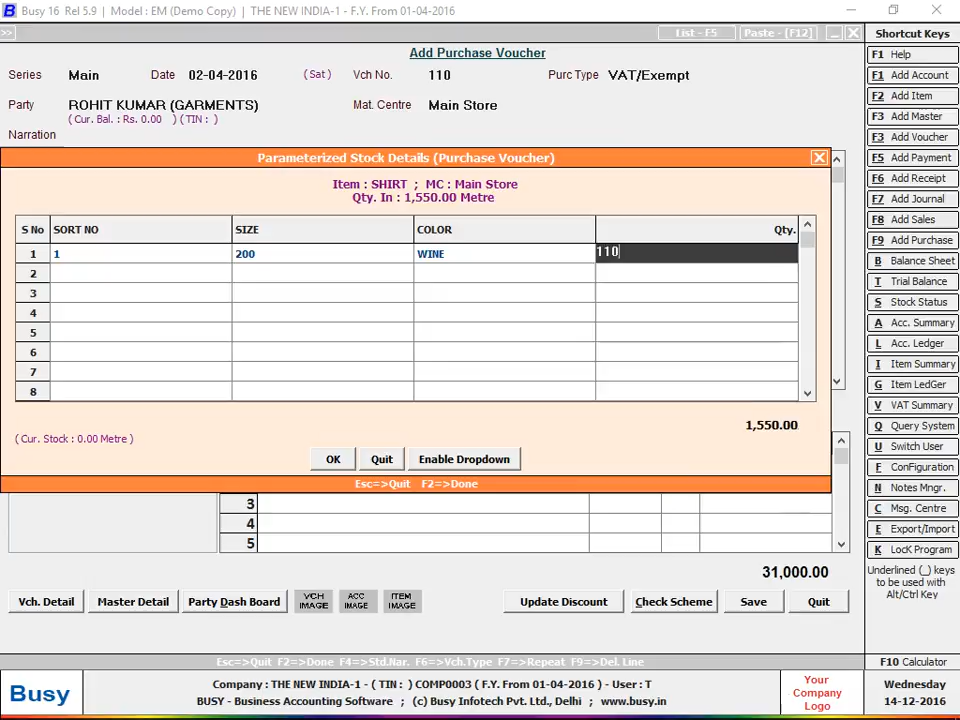 Busy 16 Rel 5.9 | Model : EM (Demo Copy) | THE NEW INDIA-1 - F.Y. From 01-04-2016
>> List - F5 Paste - [F12]
Add Purchase Voucher
Series Main Date 02-04-2016 ( Sat ) Vch No. 110 Purc Type VAT/Exempt
Party ROHIT KUMAR (GARMENTS) Mat. Centre Main Store
( Cur. Bal. : Rs. 0.00 ) ( TIN : )
Narration
Parameterized Stock Details (Purchase Voucher)
Item : SHIRT ; MC : Main Store
Qty. In : 1,550.00 Metre
S No SORT NO SIZE COLOR Qty.
1 1 200 WINE 110
2
3
4
5
6
7
8
1,550.00
( Cur. Stock : 0.00 Metre )
OK Quit Enable Dropdown
Esc=>Quit F2=>Done
3
4
5
31,000.00
Vch. Detail Master Detail Party Dash Board VCH IMAGE ACC IMAGE ITEM IMAGE Update Discount Check Scheme Save Quit
Esc=>Quit F2=>Done F4=>Std.Nar. F6=>Vch.Type F7=>Repeat F9=>Del. Line
Busy
Company : THE NEW INDIA-1 - ( TIN : ) COMP0003 ( F.Y. From 01-04-2016 ) - User : T
BUSY - Business Accounting Software ; (c) Busy Infotech Pvt. Ltd., Delhi ; www.busy.in
Your
Company
Logo
Shortcut Keys
F1 Help
F1 Add Account
F2 Add Item
F3 Add Master
F3 Add Voucher
F5 Add Payment
F6 Add Receipt
F7 Add Journal
F8 Add Sales
F9 Add Purchase
B Balance Sheet
T Trial Balance
S Stock Status
A Acc. Summary
L Acc. Ledger
I Item Summary
G Item LedGer
V VAT Summary
Q Query System
U Switch User
F Configuration
N Notes Mngr.
C Msg. Centre
E Export/Import
K LocK Program
Underlined (_) keys
to be used with
Alt/Ctrl Key
F10 Calculator
Wednesday
14-12-2016